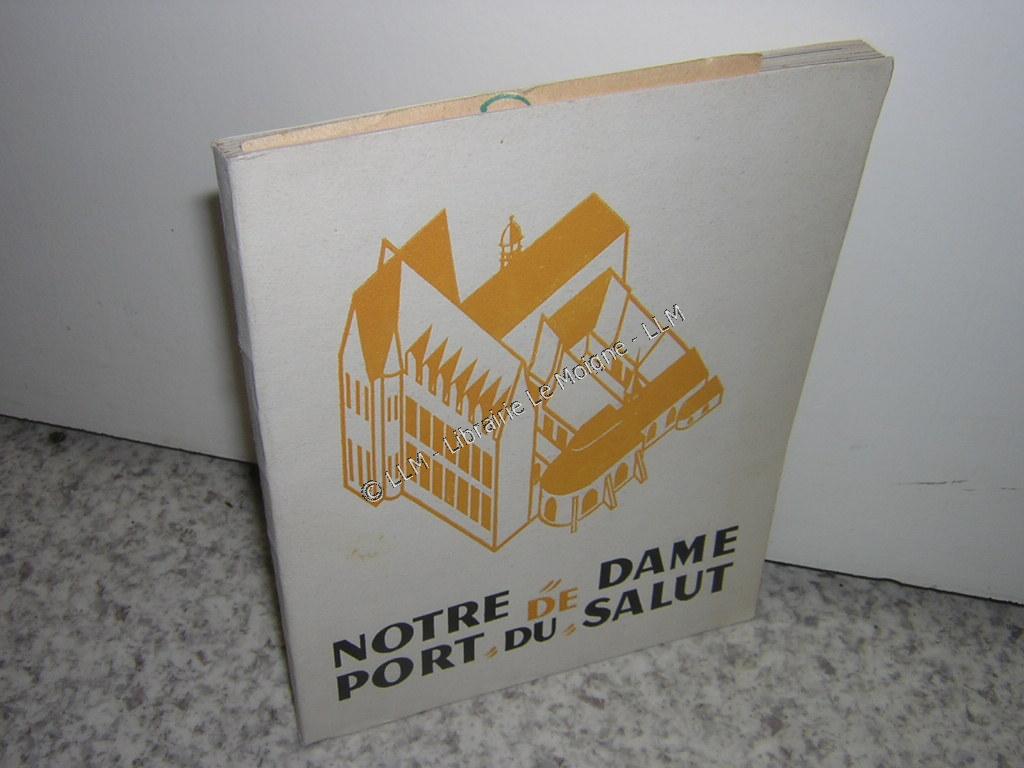 © LLM - Librairie Le Moigne - LLM
NOTRE DE DAME
PORT DU SALUT